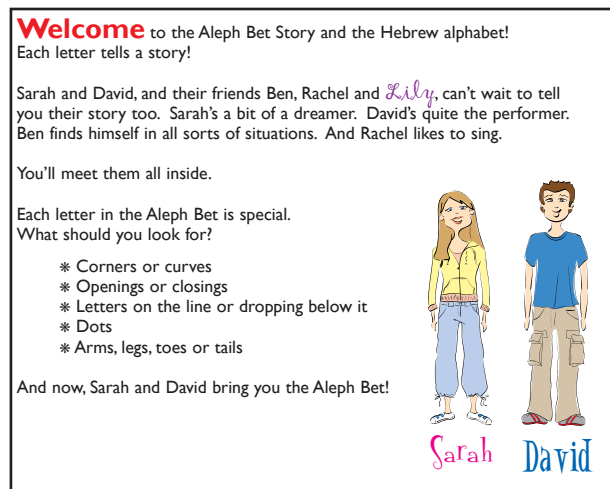 Welcome to the Aleph Bet Story and the Hebrew alphabet!
Each letter tells a story!
Sarah and David, and their friends Ben, Rachel and Lily, can't wait to tell
you their story too. Sarah's a bit of a dreamer. David's quite the performer.
Ben finds himself in all sorts of situations. And Rachel likes to sing.
You'll meet them all inside.
Each letter in the Aleph Bet is special.
What should you look for?
* Corners or curves
* Openings or closings
* Letters on the line or dropping below it
* Dots
* Arms, legs, toes or tails
And now, Sarah and David bring you the Aleph Bet!
Sarah David